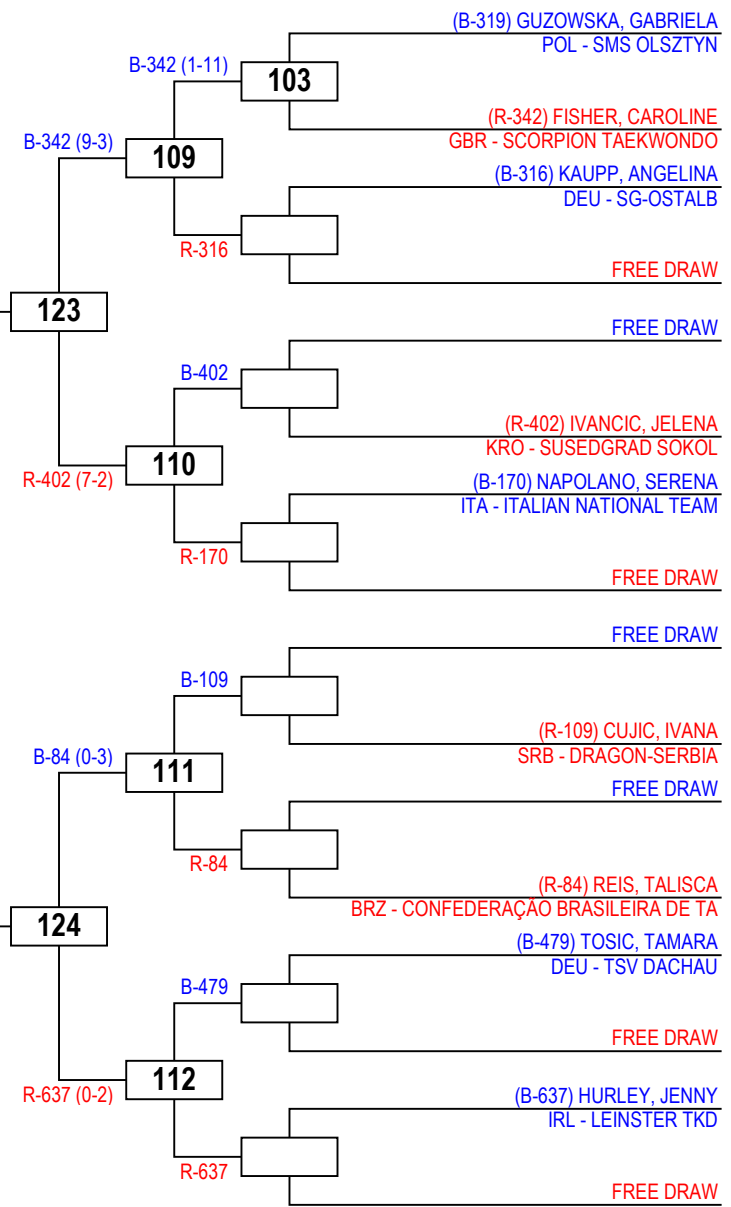 (B-319) GUZOWSKA, GABRIELA
POL - SMS OLSZTYN
B-342 (1-11)
103
(R-342) FISHER, CAROLINE
GBR - SCORPION TAEKWONDO
B-342 (9-3)
109
(B-316) KAUPP, ANGELINA
DEU - SG-OSTALB
R-316
FREE DRAW
123
FREE DRAW
B-402
(R-402) IVANCIC, JELENA
KRO - SUSEDGRAD SOKOL
R-402 (7-2)
110
(B-170) NAPOLANO, SERENA
ITA - ITALIAN NATIONAL TEAM
R-170
FREE DRAW
FREE DRAW
B-109
(R-109) CUJIC, IVANA
SRB - DRAGON-SERBIA
B-84 (0-3)
111
FREE DRAW
R-84
(R-84) REIS, TALISCA
BRZ - CONFEDERAÇÃO BRASILEIRA DE TA
124
(B-479) TOSIC, TAMARA
DEU - TSV DACHAU
B-479
FREE DRAW
R-637 (0-2)
112
(B-637) HURLEY, JENNY
IRL - LEINSTER TKD
R-637
FREE DRAW